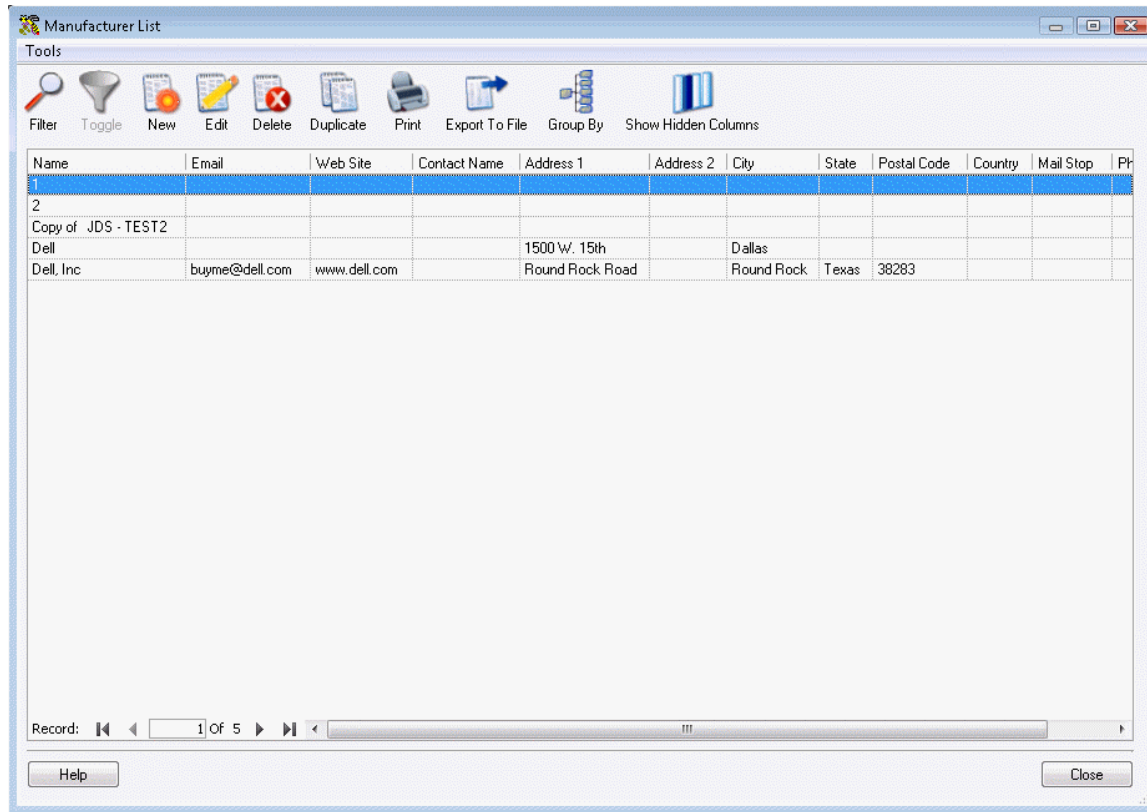 Manufacturer List
Tools
Filter Toggle New Edit Delete Duplicate Print Export To File Group By Show Hidden Columns
Name Email Web Site Contact Name Address 1 Address 2 City State Postal Code Country Mail Stop Ph
1
2
Copy of JDS - TEST2
Dell 1500 W. 15th Dallas
Dell, Inc buyme@dell.com www.dell.com Round Rock Road Round Rock Texas 38283
Record: 1 Of 5
Help Close